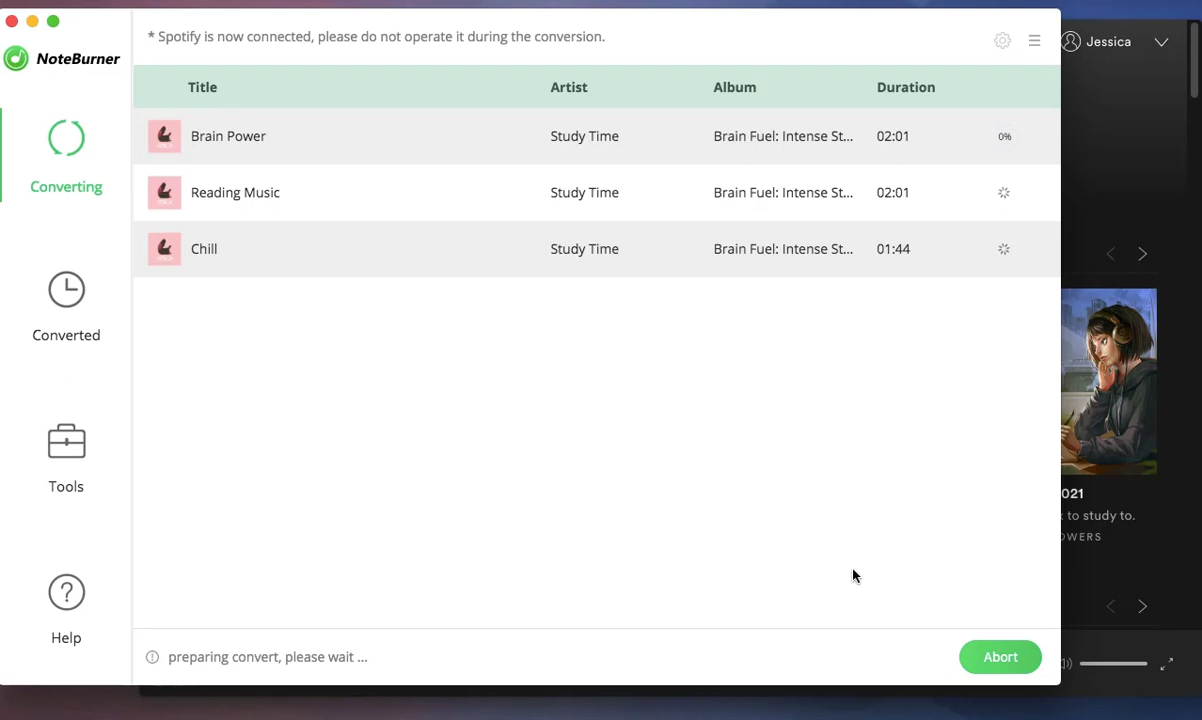 * Spotify is now connected, please do not operate it during the conversion.
Jessica
NoteBurner
Title Artist Album Duration
Brain Power Study Time Brain Fuel: Intense St... 02:01 0%
Converting
Reading Music Study Time Brain Fuel: Intense St... 02:01
Chill Study Time Brain Fuel: Intense St... 01:44
Converted
Tools
021
to study to.
OWERS
Help
preparing convert, please wait ...
Abort